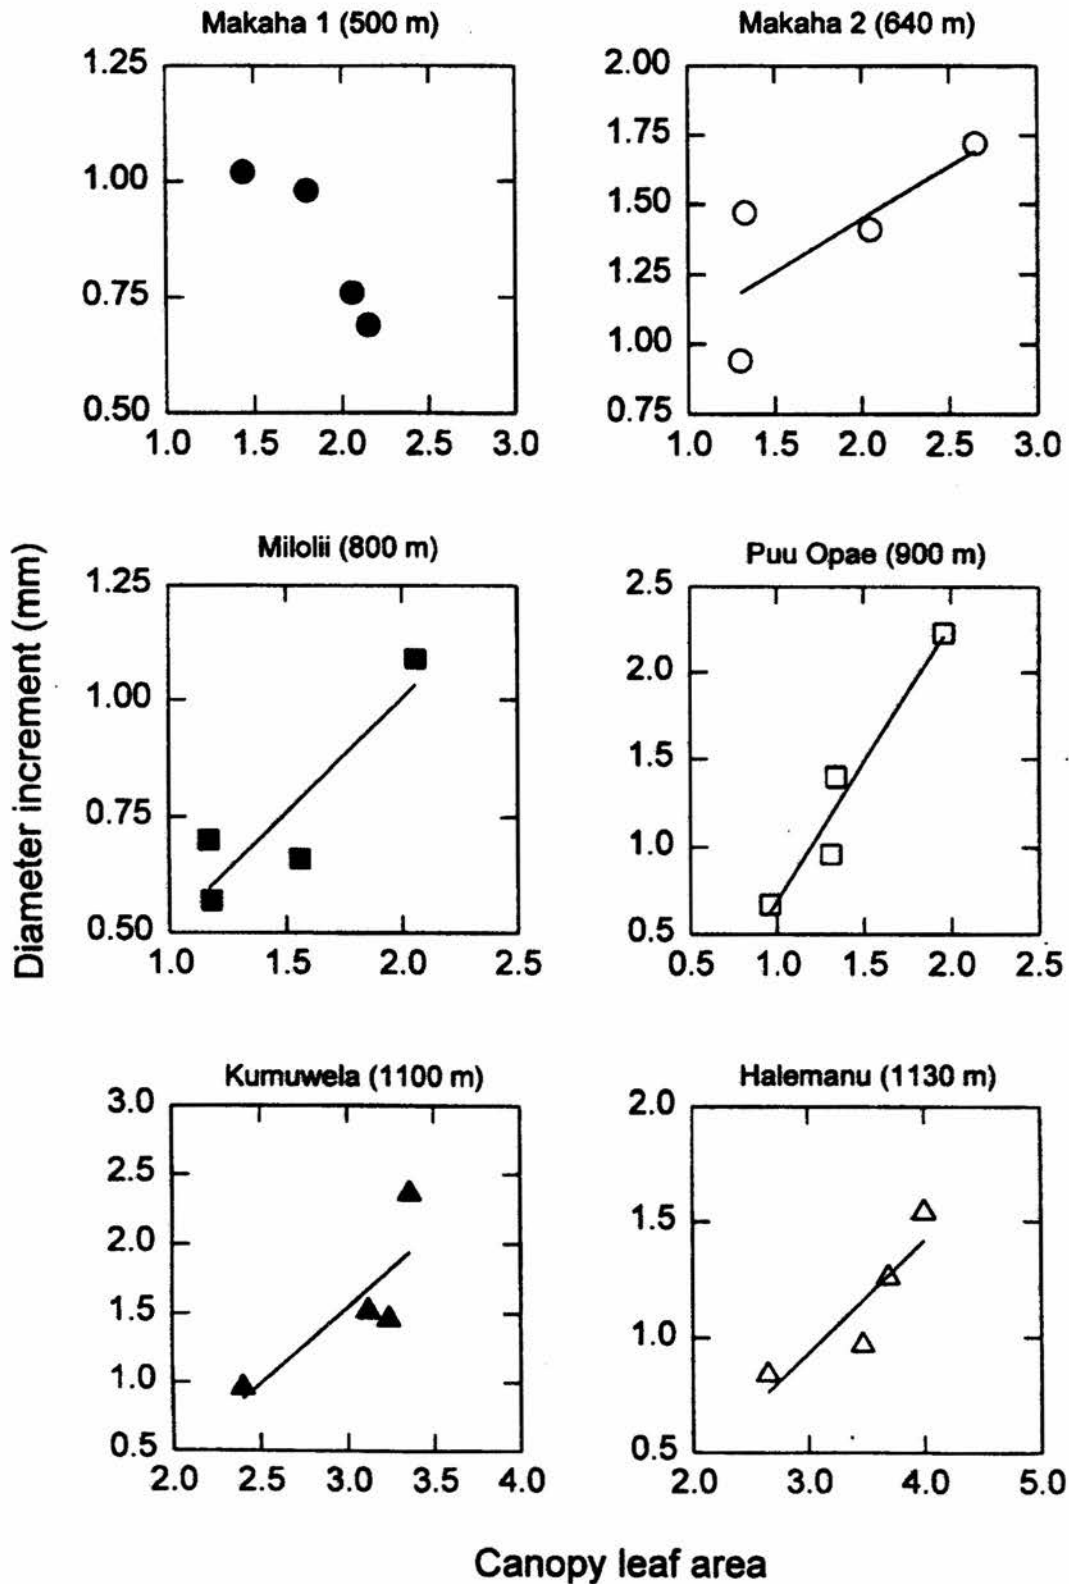 Makaha 1 (500 m)
1.25
1.00
0.75
0.50
1.0 1.5 2.0 2.5 3.0
Makaha 2 (640 m)
2.00
1.75
1.50
1.25
1.00
0.75
1.0 1.5 2.0 2.5 3.0
Diameter increment (mm)
Milolii (800 m)
1.25
1.00
0.75
0.50
1.0 1.5 2.0 2.5
Puu Opae (900 m)
2.5
2.0
1.5
1.0
0.5
0.5 1.0 1.5 2.0 2.5
Kumuwela (1100 m)
3.0
2.5
2.0
1.5
1.0
0.5
2.0 2.5 3.0 3.5 4.0
Halemanu (1130 m)
2.0
1.5
1.0
0.5
2.0 3.0 4.0 5.0
Canopy leaf area